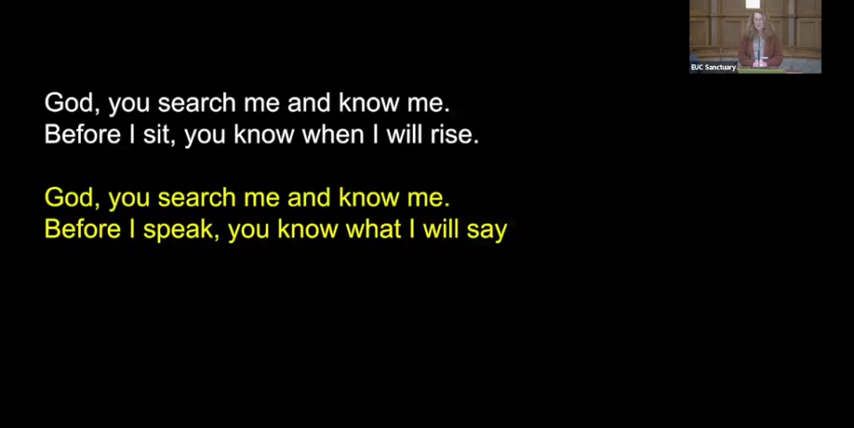 EUC Sanctuary
God, you search me and know me.
Before I sit, you know when I will rise.
God, you search me and know me.
Before I speak, you know what I will say